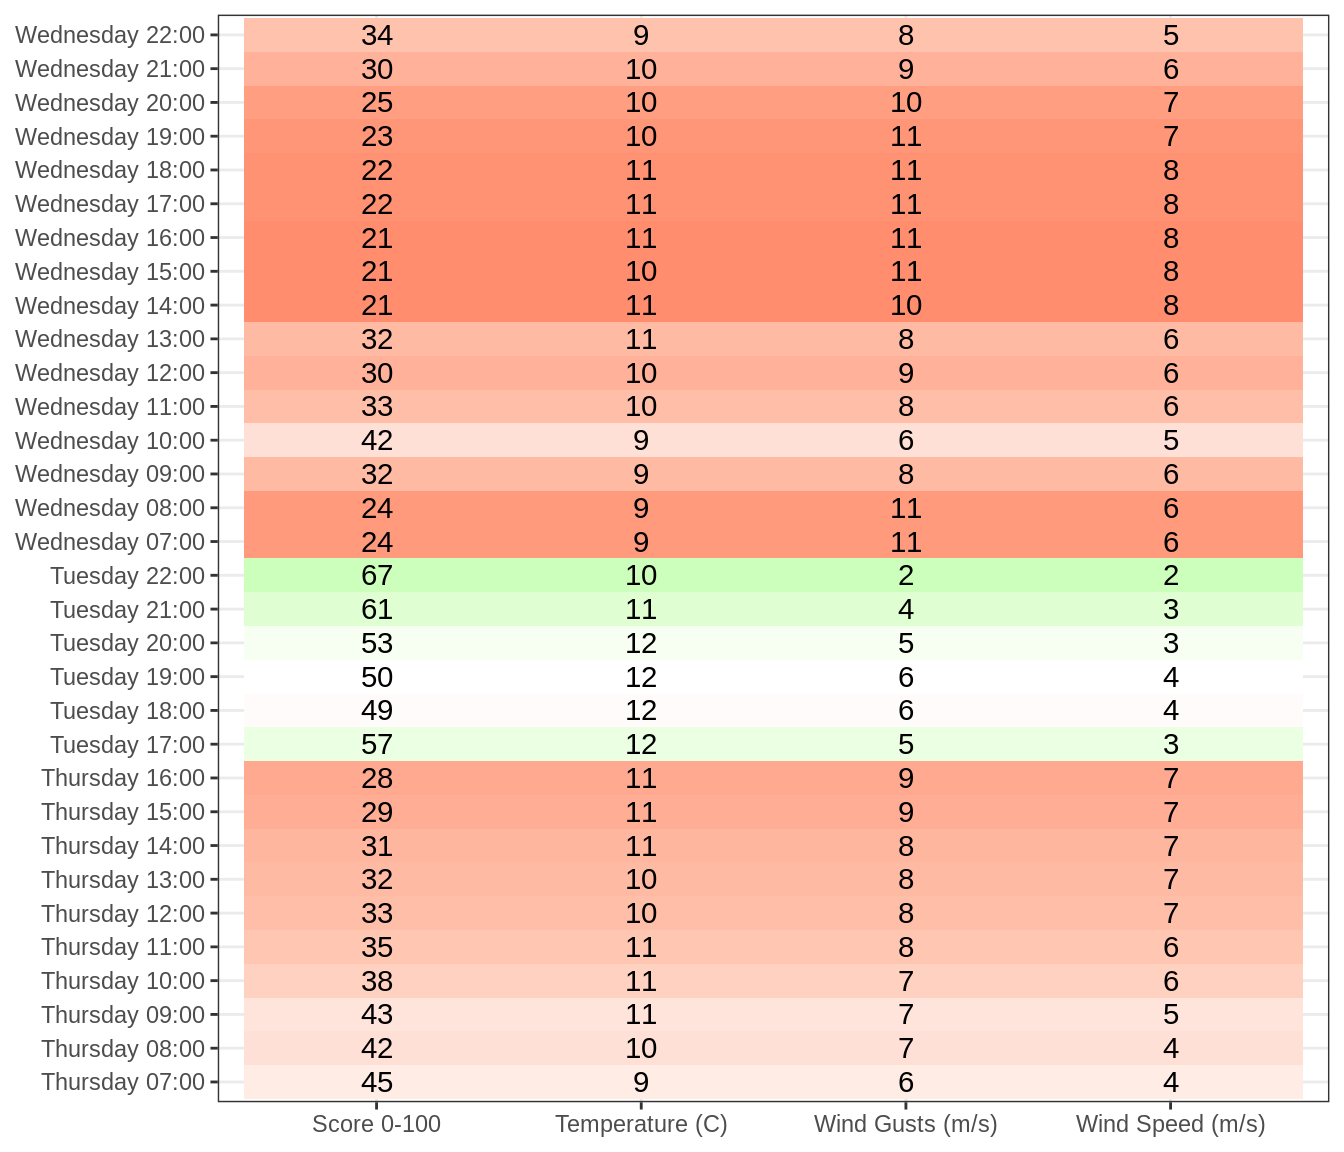 Wednesday 22:00 34 9 8 5
Wednesday 21:00 30 10 9 6
Wednesday 20:00 25 10 10 7
Wednesday 19:00 23 10 11 7
Wednesday 18:00 22 11 11 8
Wednesday 17:00 22 11 11 8
Wednesday 16:00 21 11 11 8
Wednesday 15:00 21 10 11 8
Wednesday 14:00 21 11 10 8
Wednesday 13:00 32 11 8 6
Wednesday 12:00 30 10 9 6
Wednesday 11:00 33 10 8 6
Wednesday 10:00 42 9 6 5
Wednesday 09:00 32 9 8 6
Wednesday 08:00 24 9 11 6
Wednesday 07:00 24 9 11 6
Tuesday 22:00 67 10 2 2
Tuesday 21:00 61 11 4 3
Tuesday 20:00 53 12 5 3
Tuesday 19:00 50 12 6 4
Tuesday 18:00 49 12 6 4
Tuesday 17:00 57 12 5 3
Thursday 16:00 28 11 9 7
Thursday 15:00 29 11 9 7
Thursday 14:00 31 11 8 7
Thursday 13:00 32 10 8 7
Thursday 12:00 33 10 8 7
Thursday 11:00 35 11 8 6
Thursday 10:00 38 11 7 6
Thursday 09:00 43 11 7 5
Thursday 08:00 42 10 7 4
Thursday 07:00 45 9 6 4
Score 0-100 Temperature (C) Wind Gusts (m/s) Wind Speed (m/s)